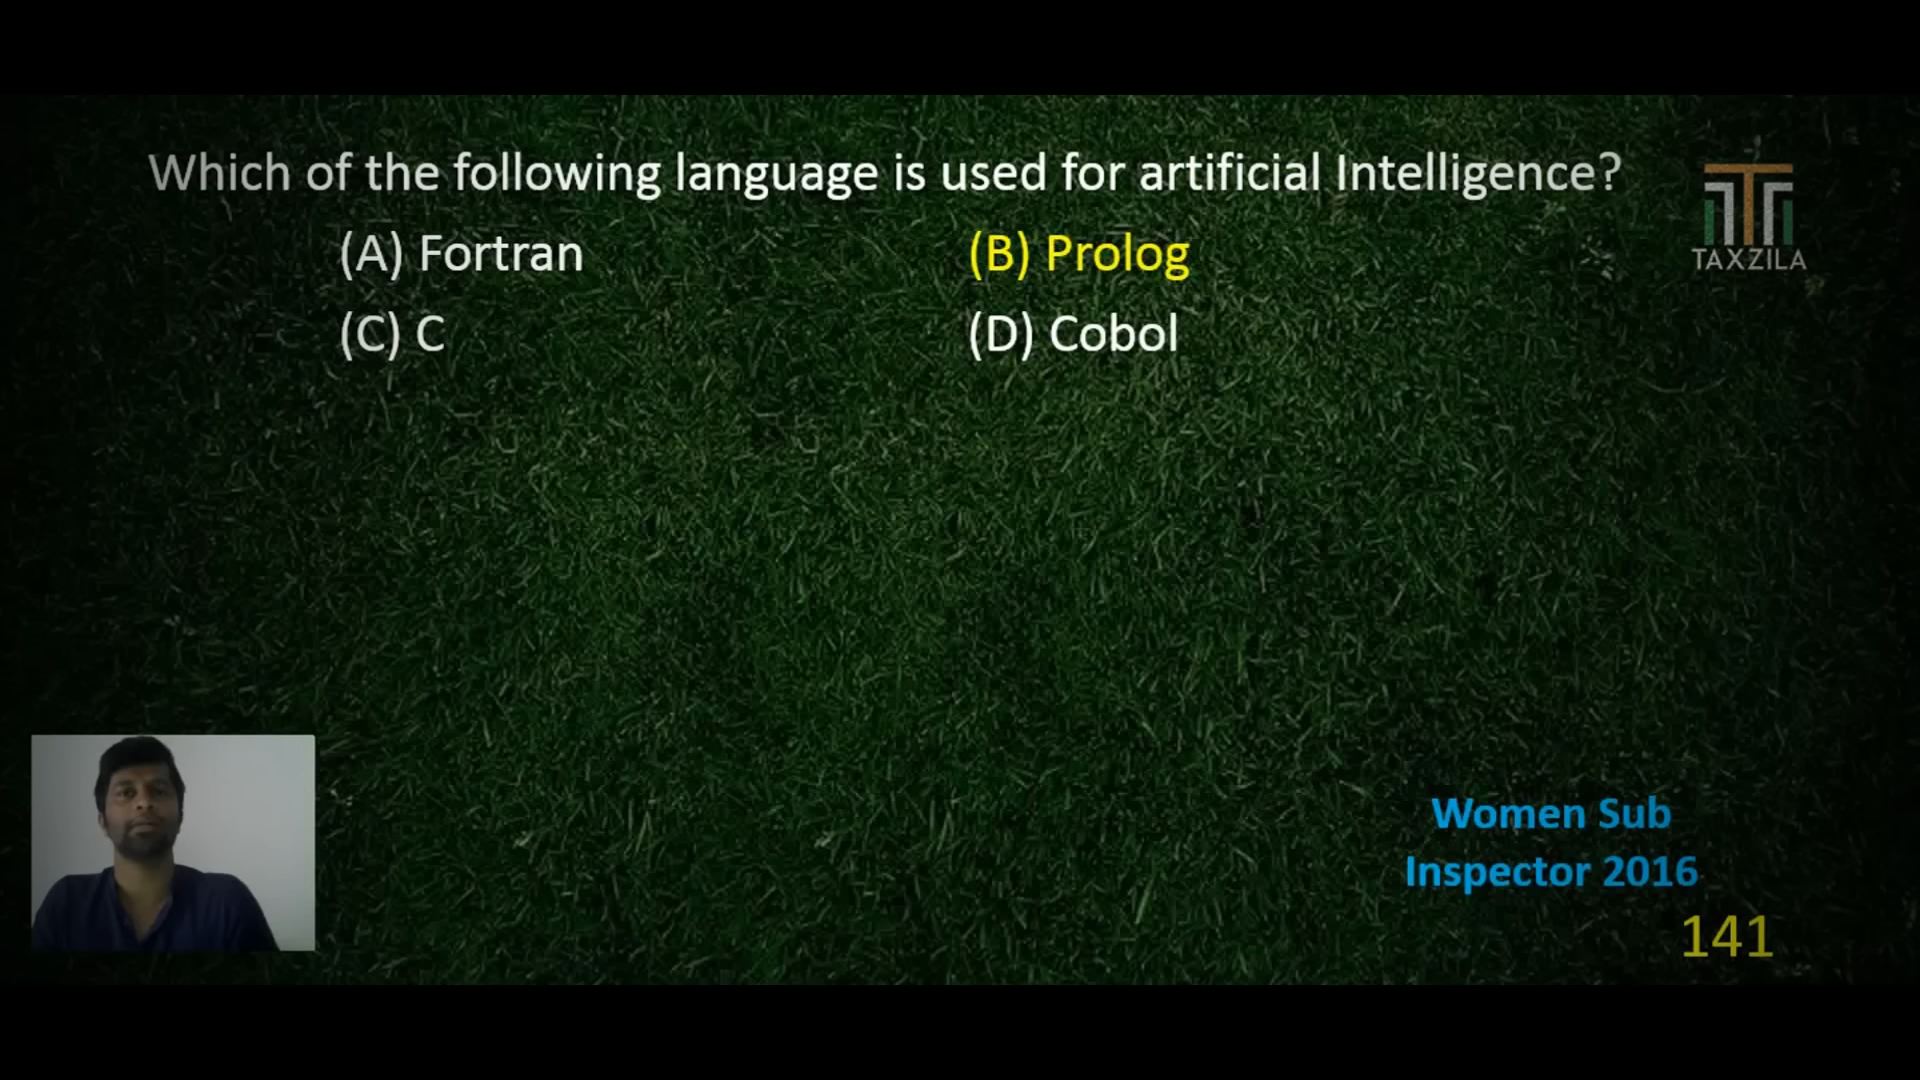 Which of the following language is used for artificial Intelligence?
(A) Fortran (B) Prolog
(C) C (D) Cobol
TAXZILA
Women Sub
Inspector 2016
141